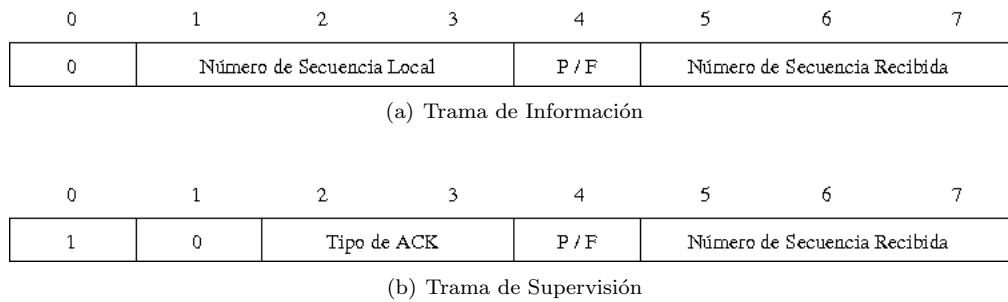 0 1 2 3 4 5 6 7
0 Número de Secuencia Local P / F Número de Secuencia Recibida
(a) Trama de Información
0 1 2 3 4 5 6 7
1 0 Tipo de ACK P / F Número de Secuencia Recibida
(b) Trama de Supervisión